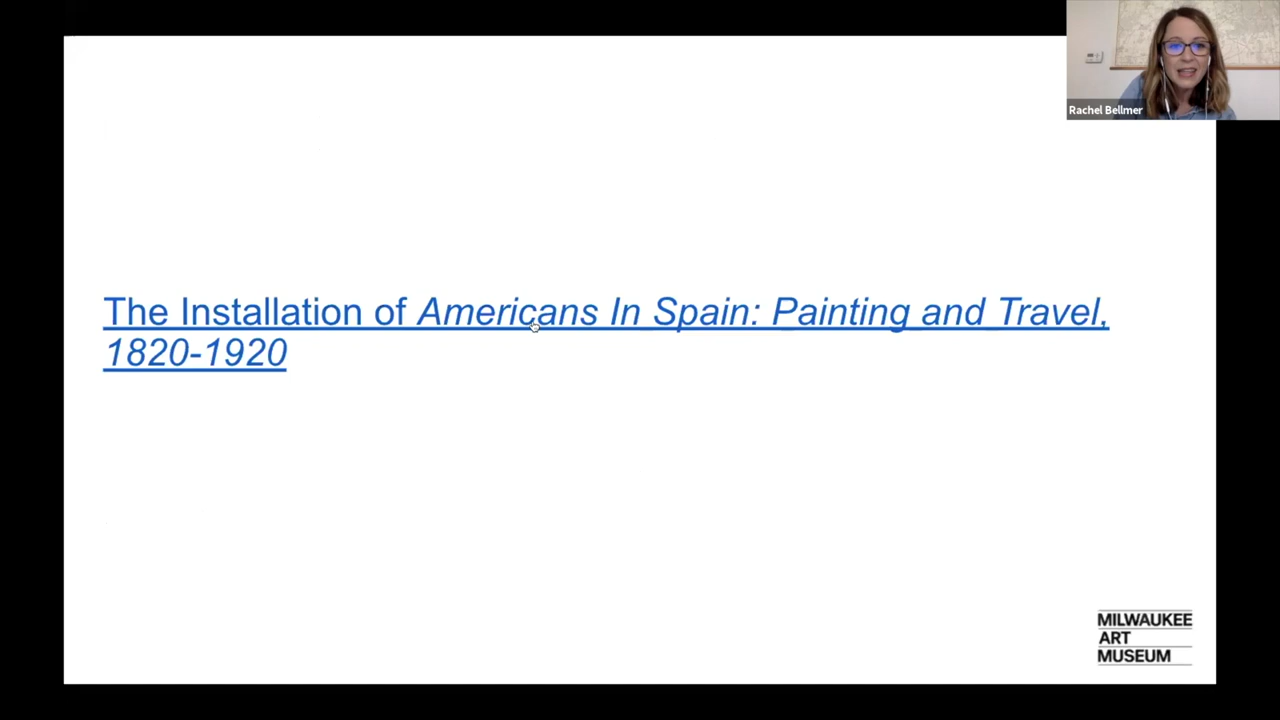 Rachel Bellmer
The Installation of Americans In Spain: Painting and Travel,
1820-1920
MILWAUKEE
ART
MUSEUM